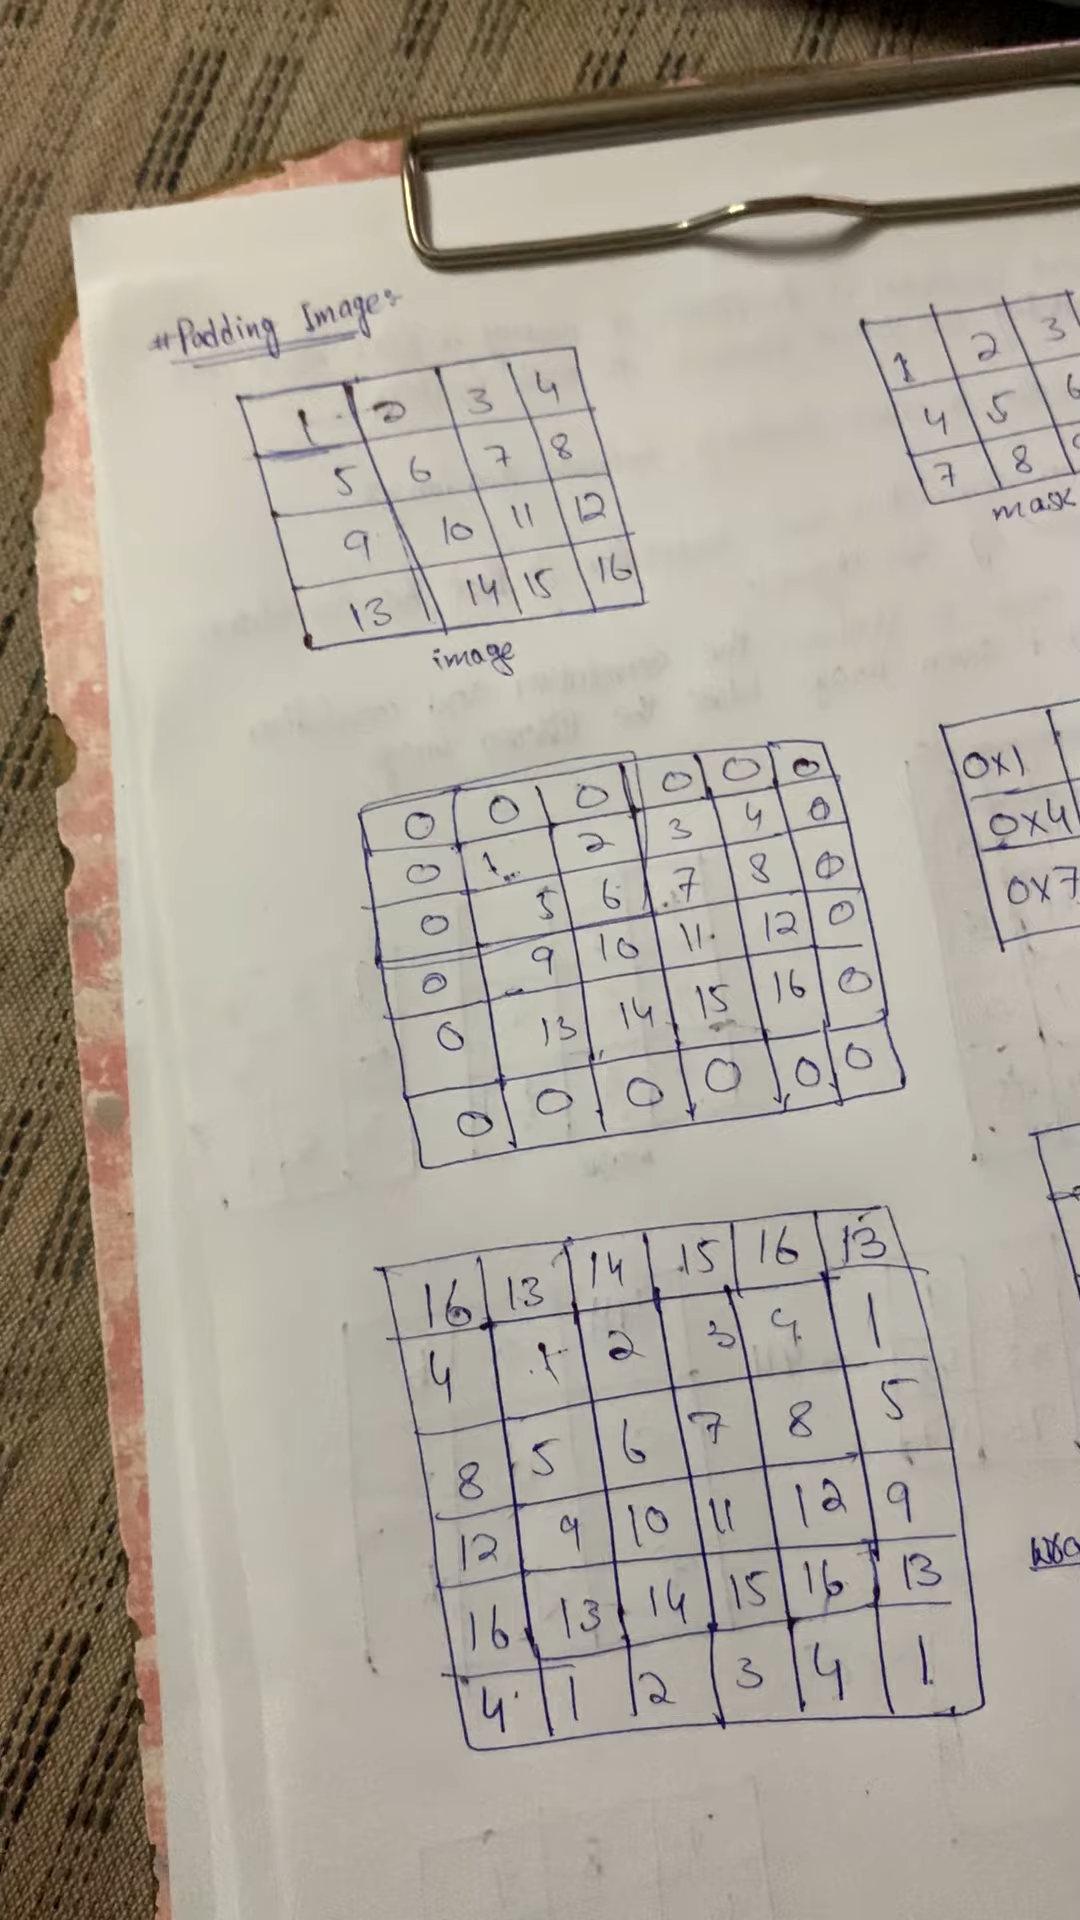 #Padding Image:-
1 2 3 4
5 6 7 8
9 10 11 12
13 14 15 16
image
1 2 3
4 5
7 8
mask
0 0 0 0 0 0
0 1 2 3 4 0
0 5 6 7 8 0
0 9 10 11 12 0
0 13 14 15 16 0
0 0 0 0 0 0
0x1
0x4
0x7
16 13 14 15 16 13
4 1 2 3 4 1
8 5 6 7 8 5
12 9 10 11 12 9
16 13 14 15 16 13
4 1 2 3 4 1